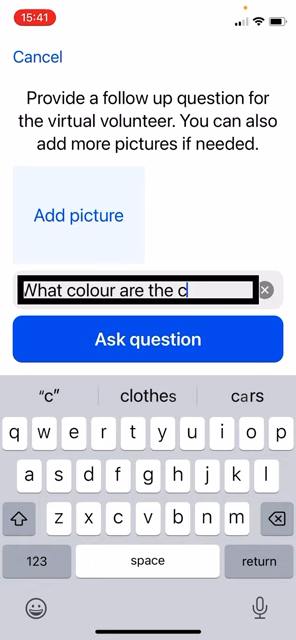 15:41
Cancel
Provide a follow up question for
the virtual volunteer. You can also
add more pictures if needed.
Add picture
What colour are the c
Ask question
“c” clothes cars
q w e r t y u i o p
a s d f g h j k l
z x c v b n m
123 space return